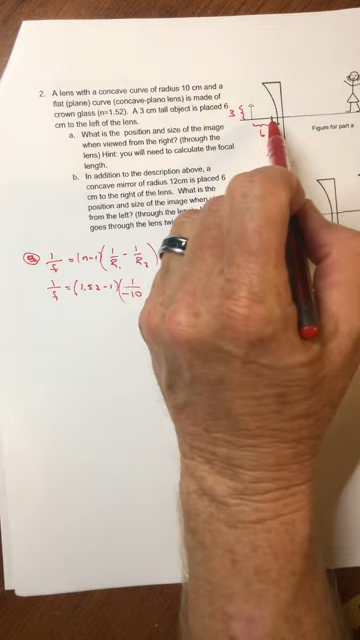 2. A lens with a concave curve of radius 10 cm and a
flat (plane) curve (concave-plano lens) is made of
crown glass (n=1.52). A 3 cm tall object is placed 6
cm to the left of the lens.
a. What is the position and size of the image
when viewed from the right? (through the
lens) Hint: you will need to calculate the focal
length.
b. In addition to the description above, a
concave mirror of radius 12cm is placed 6
cm to the right of the lens. What is the
position and size of the image when
from the left? (through the
goes through the lens
3
6
Figure for part a
a 1/f = (n-1)(1/R₁ - 1/R₂)
1/f = (1.52-1)(1/-10